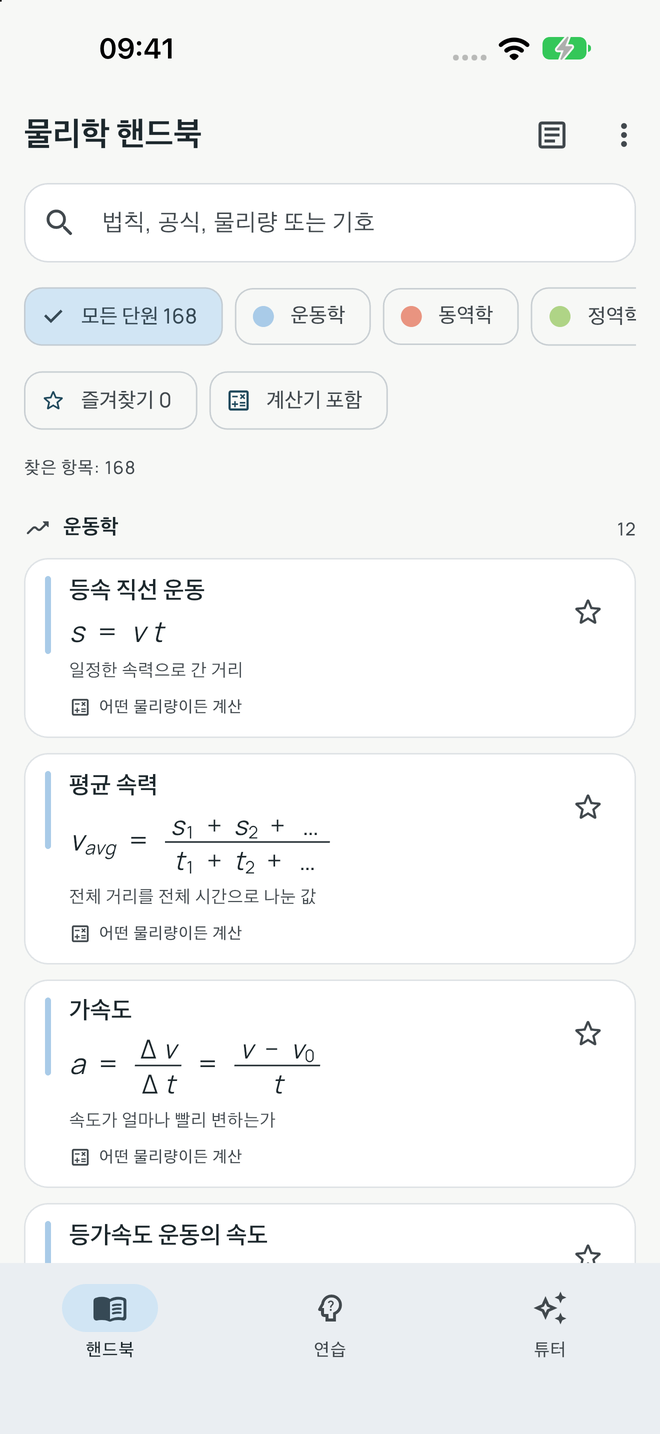 09:41
물리학 핸드북
법칙, 공식, 물리량 또는 기호
모든 단원 168
운동학
동역학
정역학
즐겨찾기 0
계산기 포함
찾은 항목: 168
운동학
12
등속 직선 운동
s = v t
일정한 속력으로 간 거리
어떤 물리량이든 계산
평균 속력
v_avg = (s₁ + s₂ + …) / (t₁ + t₂ + …)
전체 거리를 전체 시간으로 나눈 값
어떤 물리량이든 계산
가속도
a = Δ v / Δ t = (v − v₀) / t
속도가 얼마나 빨리 변하는가
어떤 물리량이든 계산
등가속도 운동의 속도
핸드북
연습
튜터